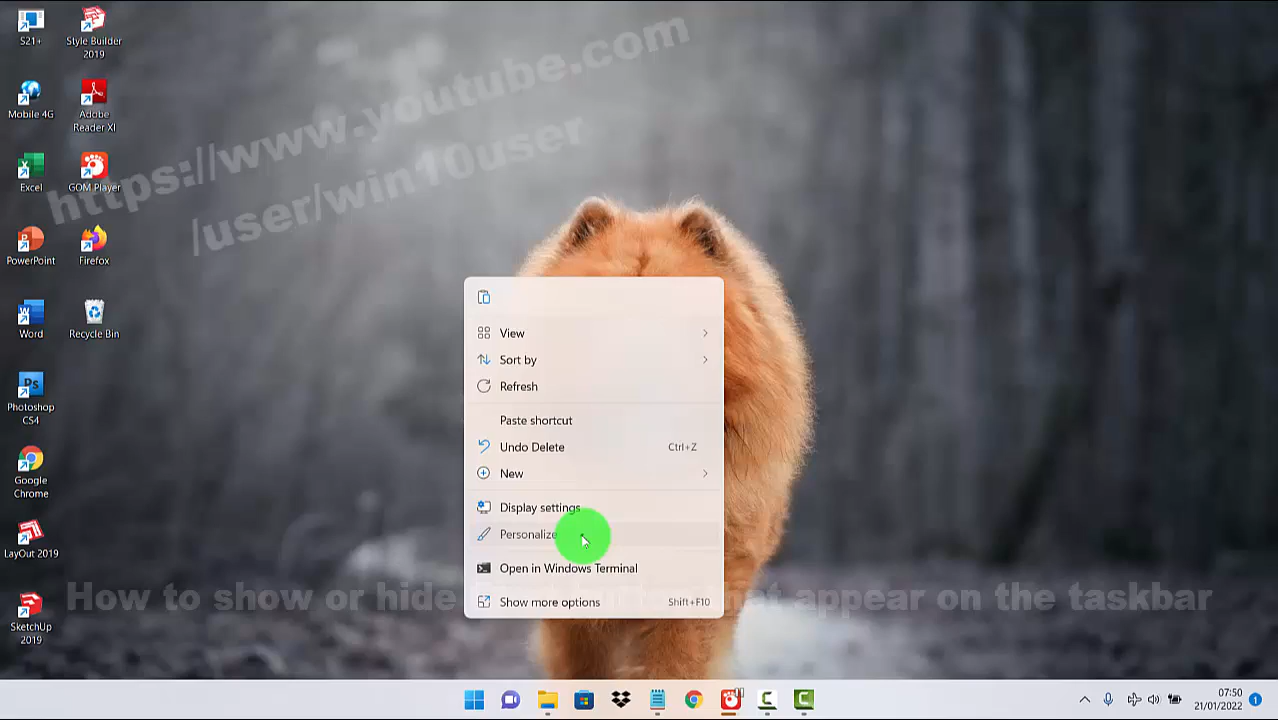 S21+
Style Builder
2019
Mobile 4G
Adobe
Reader XI
Excel
GOM Player
PowerPoint
Firefox
Word
Recycle Bin
Photoshop
CS4
Google
Chrome
LayOut 2019
SketchUp
2019
https://www.youtube.com
/user/win10user
View
Sort by
Refresh
Paste shortcut
Undo Delete Ctrl+Z
New
Display settings
Personalize
Open in Windows Terminal
Show more options Shift+F10
How to show or hide that appear on the taskbar
07:50
21/01/2022
1